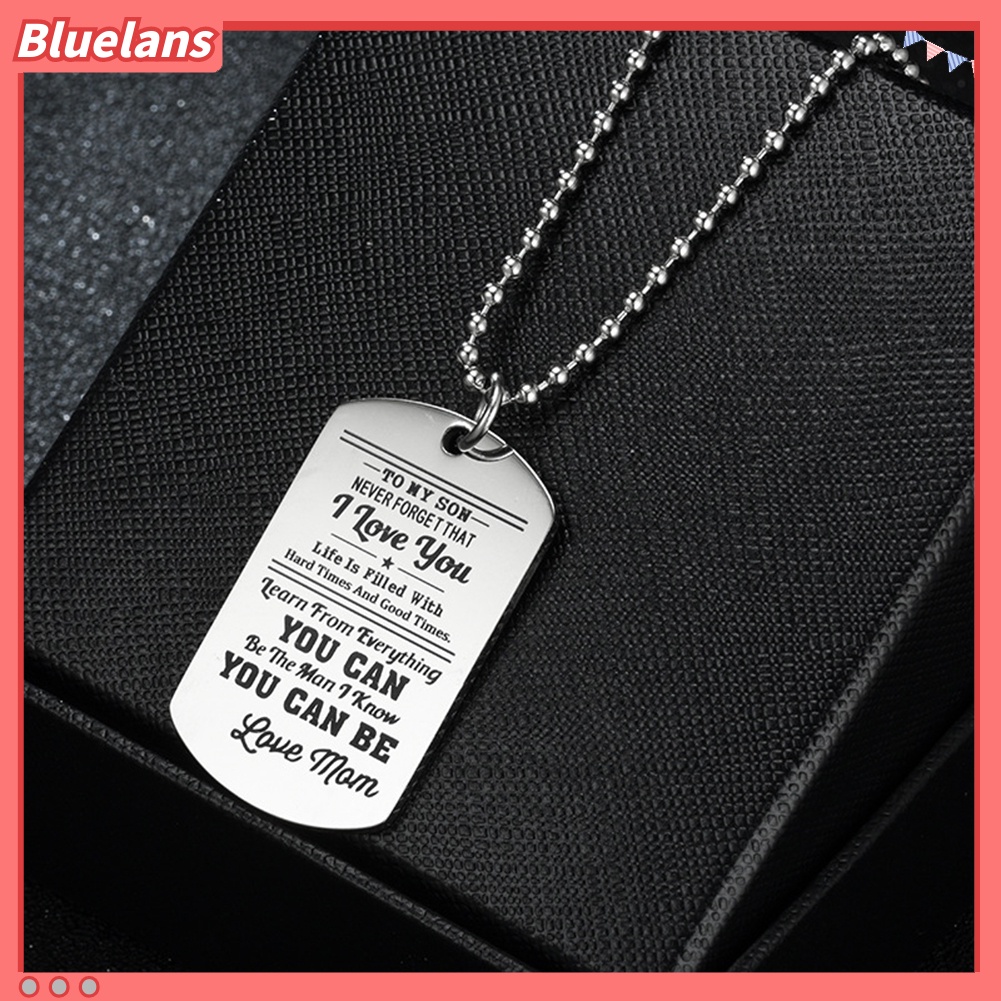 Bluelans
TO MY SON
NEVER FORGET THAT
I Love You
Life Is Filled With
Hard Times And Good Times.
Learn From Everything
YOU CAN
Be The Man I Know
YOU CAN BE
Love Mom